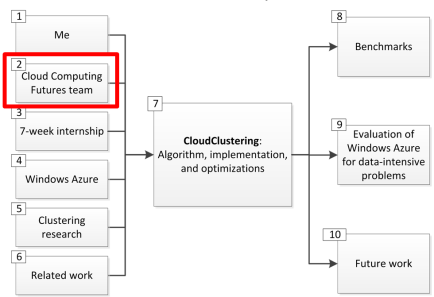 1
Me
2
Cloud Computing
Futures team
3
7-week internship
4
Windows Azure
5
Clustering
research
6
Related work
7
CloudClustering:
Algorithm, implementation,
and optimizations
8
Benchmarks
9
Evaluation of
Windows Azure
for data-intensive
problems
10
Future work